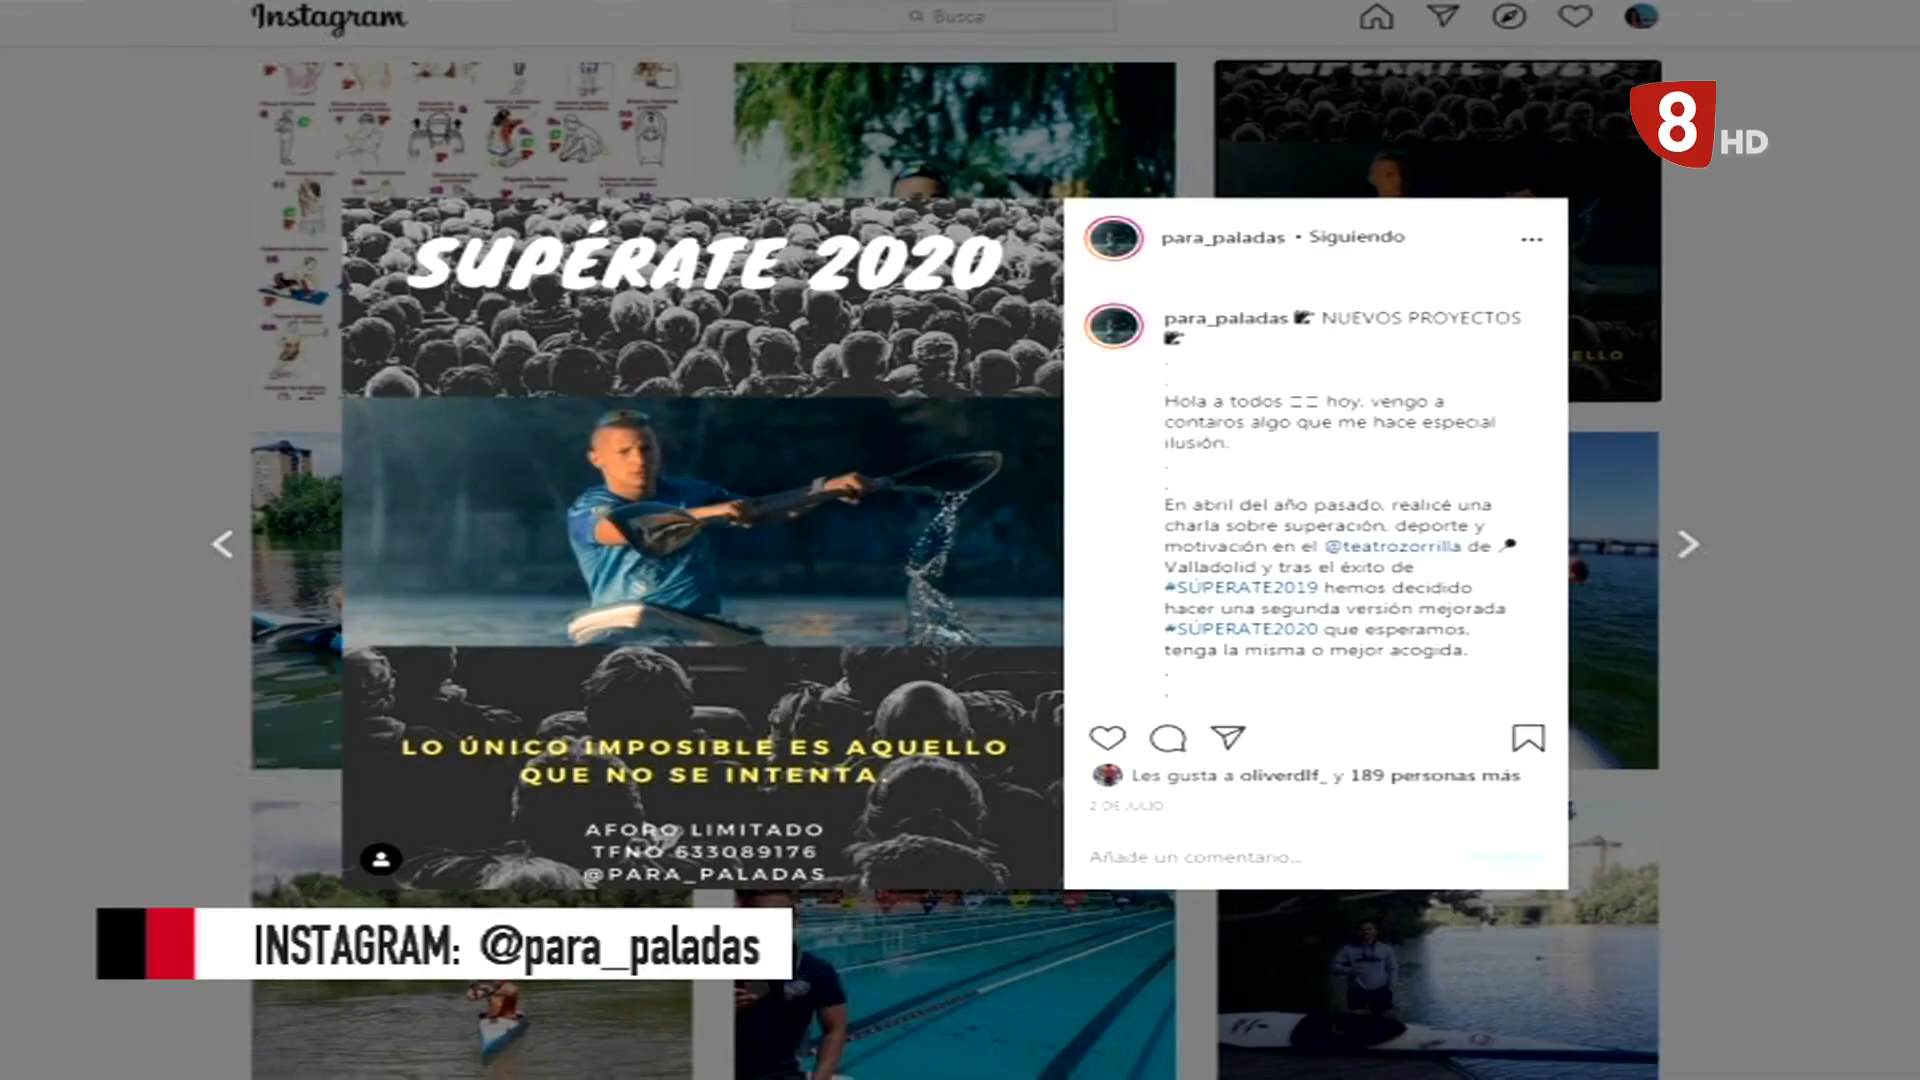 Instagram
Busca
8 HD
SUPÉRATE 2020
SUPÉRATE 2020
para_paladas • Siguiendo
para_paladas NUEVOS PROYECTOS
Hola a todos hoy, vengo a
contaros algo que me hace especial
ilusión.
En abril del año pasado, realicé una
charla sobre superación, deporte y
motivación en el @teatrozorrilla de
Valladolid y tras el éxito de
#SÚPERATE2019 hemos decidido
hacer una segunda versión mejorada
#SÚPERATE2020 que esperamos,
tenga la misma o mejor acogida.
LO ÚNICO IMPOSIBLE ES AQUELLO
QUE NO SE INTENTA.
AFORO LIMITADO
TFNO 633089176
@PARA_PALADAS
Les gusta a oliverdlf_ y 189 personas más
2 DE JULIO
Añade un comentario...
INSTAGRAM: @para_paladas